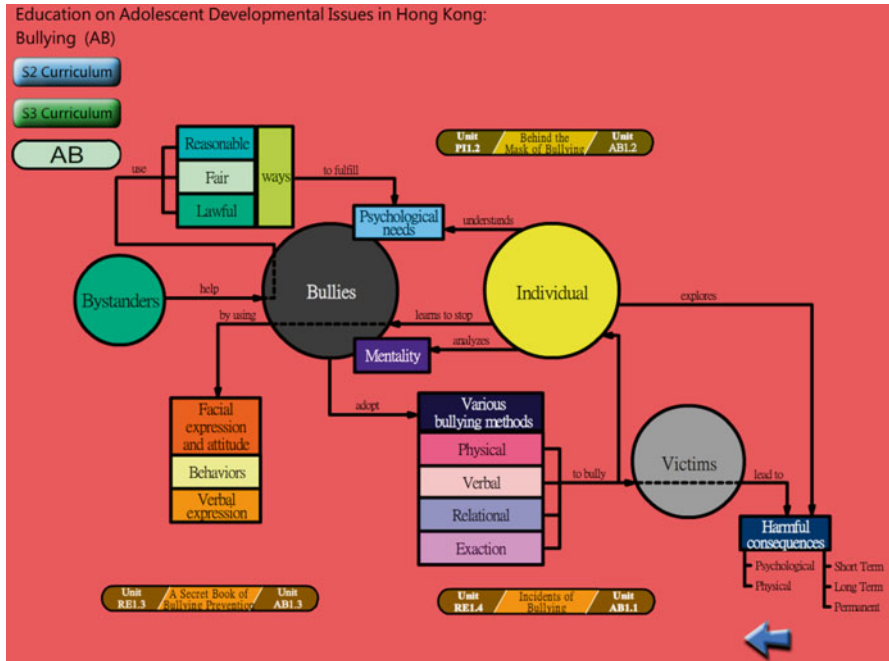 Education on Adolescent Developmental Issues in Hong Kong:
Bullying (AB)
S2 Curriculum
S3 Curriculum
AB
Reasonable
Fair
Lawful
ways
use
to fulfill
Unit
PI1.2
Behind the
Mask of Bullying
Unit
AB1.2
Psychological
needs
understands
Bystanders
help
Bullies
Individual
explores
by using
learns to stop
Mentality
analyzes
adopt
Facial
expression
and attitude
Behaviors
Verbal
expression
Various
bullying methods
Physical
Verbal
Relational
Exaction
to bully
Victims
lead to
Harmful
consequences
Psychological
Physical
Short Term
Long Term
Permanent
Unit
RE1.3
A Secret Book of
Bullying Prevention
Unit
AB1.3
Unit
RE1.4
Incidents of
Bullying
Unit
AB1.1